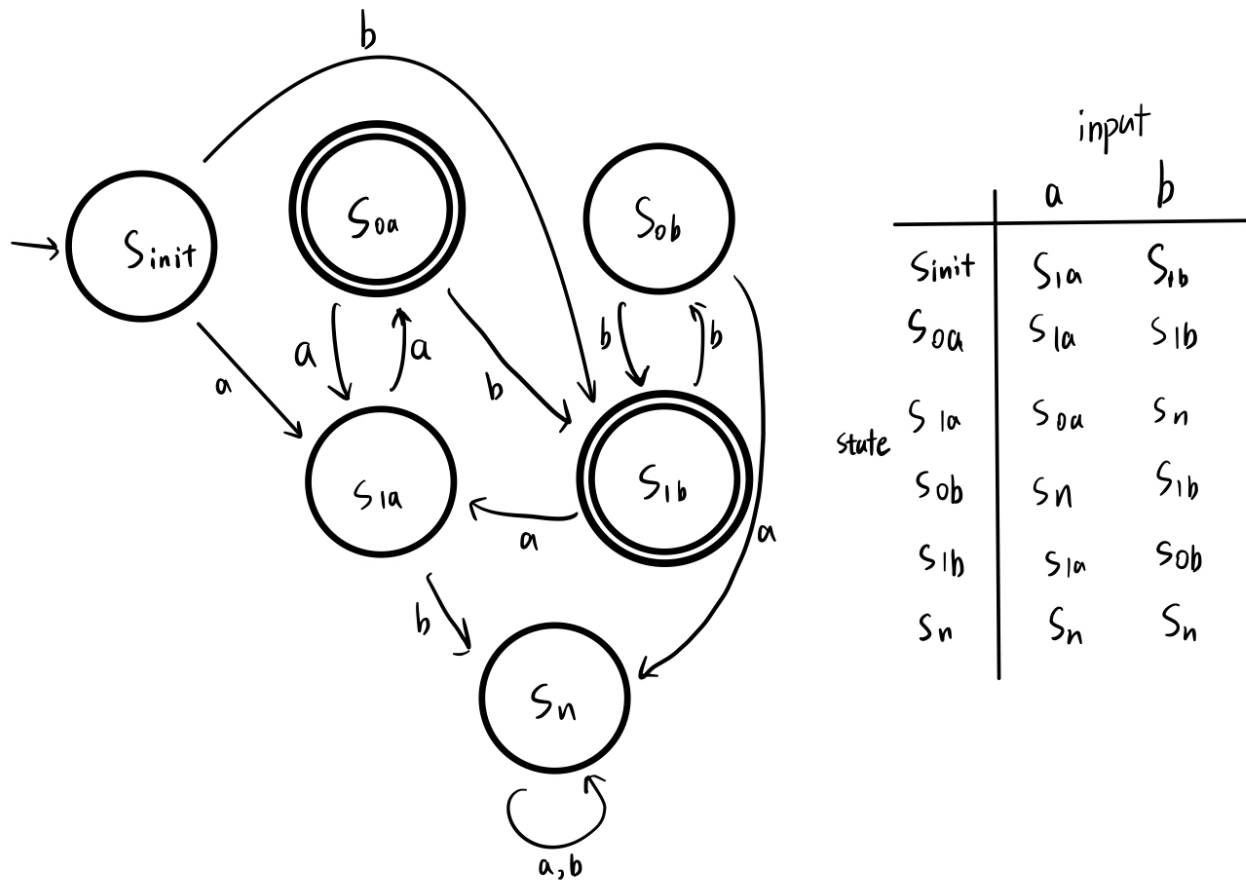 b
S0a
S0b
Sinit
a
a
a
b
b
b
S1a
S1b
a
a
b
Sn
a,b
input
a b
Sinit S1a S1b
S0a S1a S1b
S1a S0a Sn
state
S0b Sn S1b
S1b S1a S0b
Sn Sn Sn